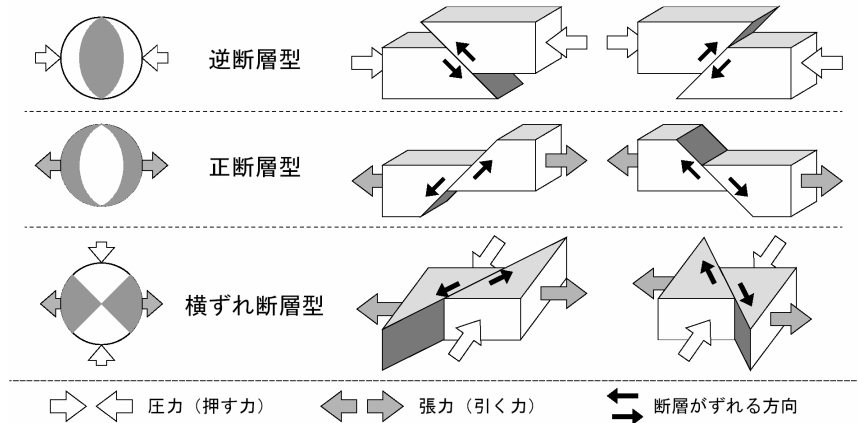 逆断層型
正断層型
横ずれ断層型
圧力（押す力）
張力（引く力）
断層がずれる方向